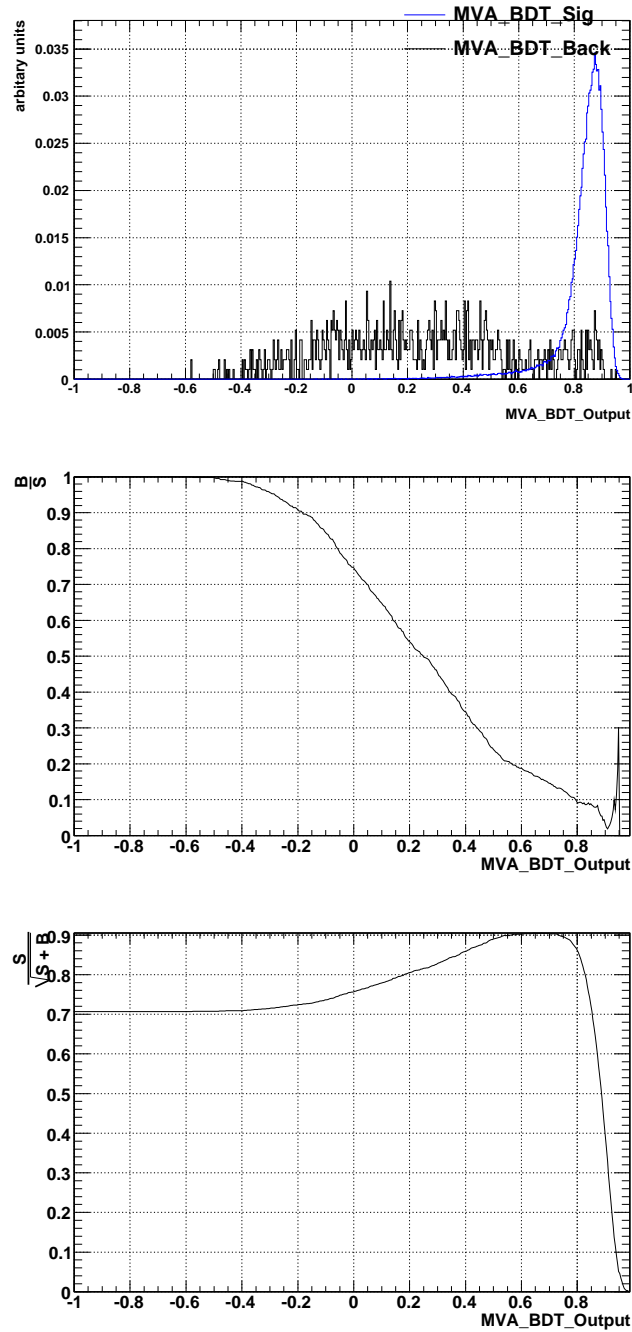 MVA_BDT_Sig
MVA_BDT_Back
arbitary units
0.035
0.03
0.025
0.02
0.015
0.01
0.005
0
-1 -0.8 -0.6 -0.4 -0.2 0 0.2 0.4 0.6 0.8 1
MVA_BDT_Output
B
S
1
0.9
0.8
0.7
0.6
0.5
0.4
0.3
0.2
0.1
0
-1 -0.8 -0.6 -0.4 -0.2 0 0.2 0.4 0.6 0.8
MVA_BDT_Output
S
√S + B
0.9
0.8
0.7
0.6
0.5
0.4
0.3
0.2
0.1
0
-1 -0.8 -0.6 -0.4 -0.2 0 0.2 0.4 0.6 0.8
MVA_BDT_Output